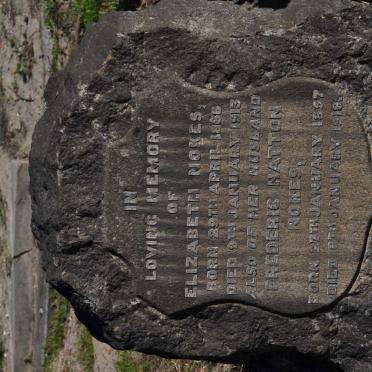 IN
LOVING MEMORY
OF
ELIZABETH NOKES;
BORN 29TH APRIL 1856
DIED 9TH JANUARY 1913
ALSO OF HER HUSBAND
FREDERIC HATTON
NOKES,
BORN JANUARY
DIED JANUARY